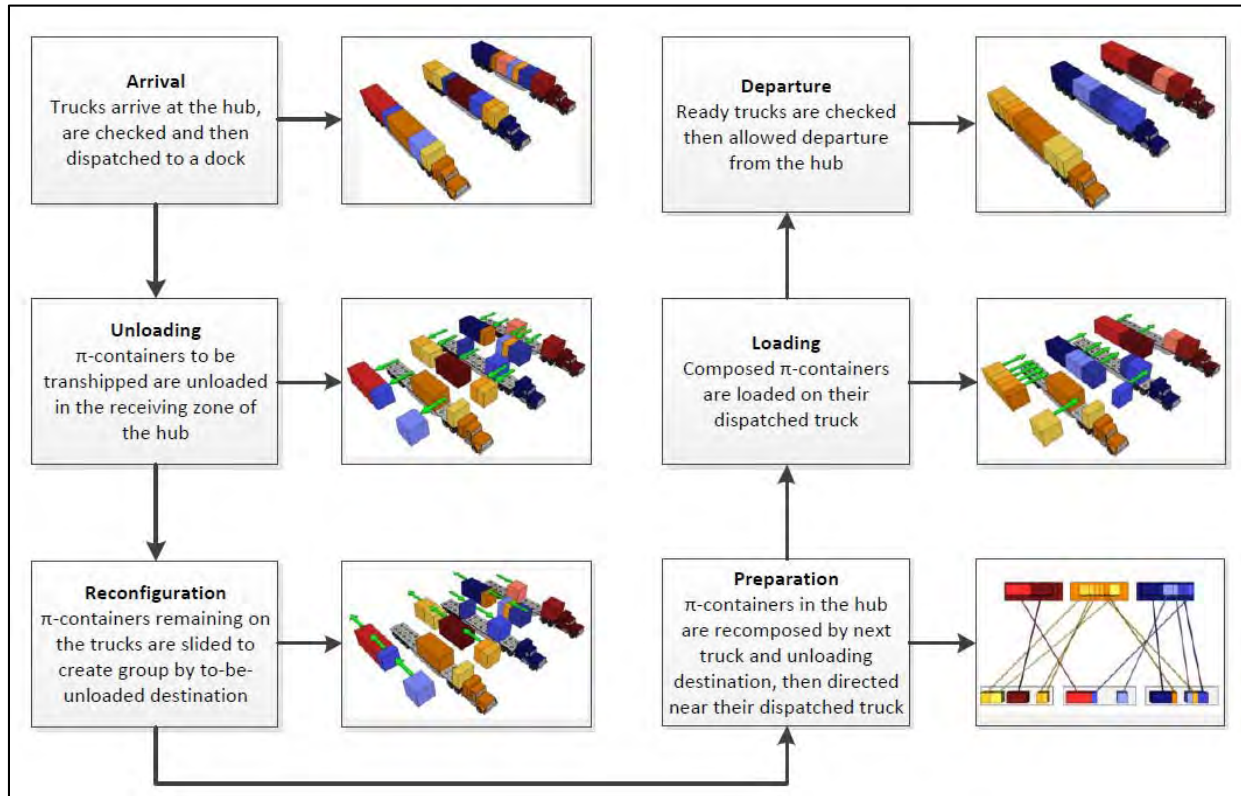 Arrival
Trucks arrive at the hub,
are checked and then
dispatched to a dock
Unloading
π-containers to be
transhipped are unloaded
in the receiving zone of
the hub
Reconfiguration
π-containers remaining on
the trucks are slided to
create group by to-be-
unloaded destination
Preparation
π-containers in the hub
are recomposed by next
truck and unloading
destination, then directed
near their dispatched truck
Loading
Composed π-containers
are loaded on their
dispatched truck
Departure
Ready trucks are checked
then allowed departure
from the hub